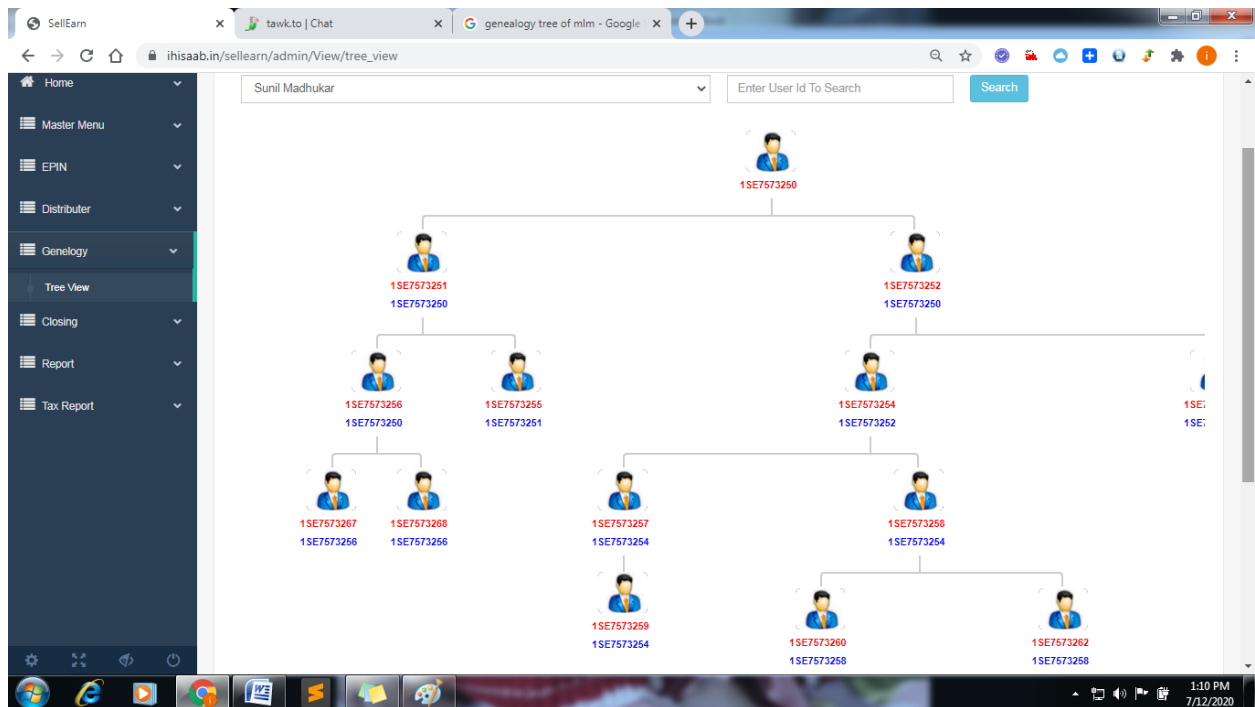 SellEarn
tawk.to | Chat
genealogy tree of mlm - Google
ihisaab.in/sellearn/admin/View/tree_view
Home
Master Menu
EPIN
Distributer
Genelogy
Tree View
Closing
Report
Tax Report
Sunil Madhukar
Enter User Id To Search
Search
1SE7573250
1SE7573251
1SE7573250
1SE7573252
1SE7573250
1SE7573256
1SE7573250
1SE7573255
1SE7573251
1SE7573254
1SE7573252
1SE7573267
1SE7573256
1SE7573268
1SE7573256
1SE7573257
1SE7573254
1SE7573258
1SE7573254
1SE7573259
1SE7573254
1SE7573260
1SE7573258
1SE7573262
1SE7573258
1:10 PM
7/12/2020